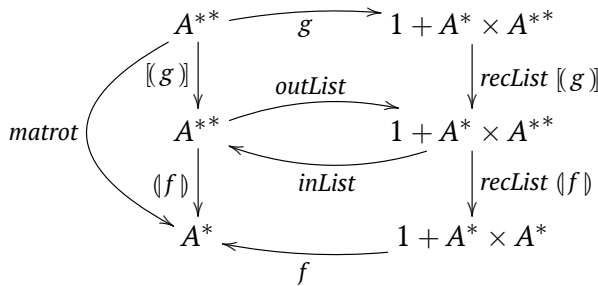 A** g 1 + A* × A**
⟦(g)⟧ outList recList ⟦(g)⟧
matrot A** 1 + A* × A**
inList
⦇f⦈ recList ⦇f⦈
A* 1 + A* × A*
f